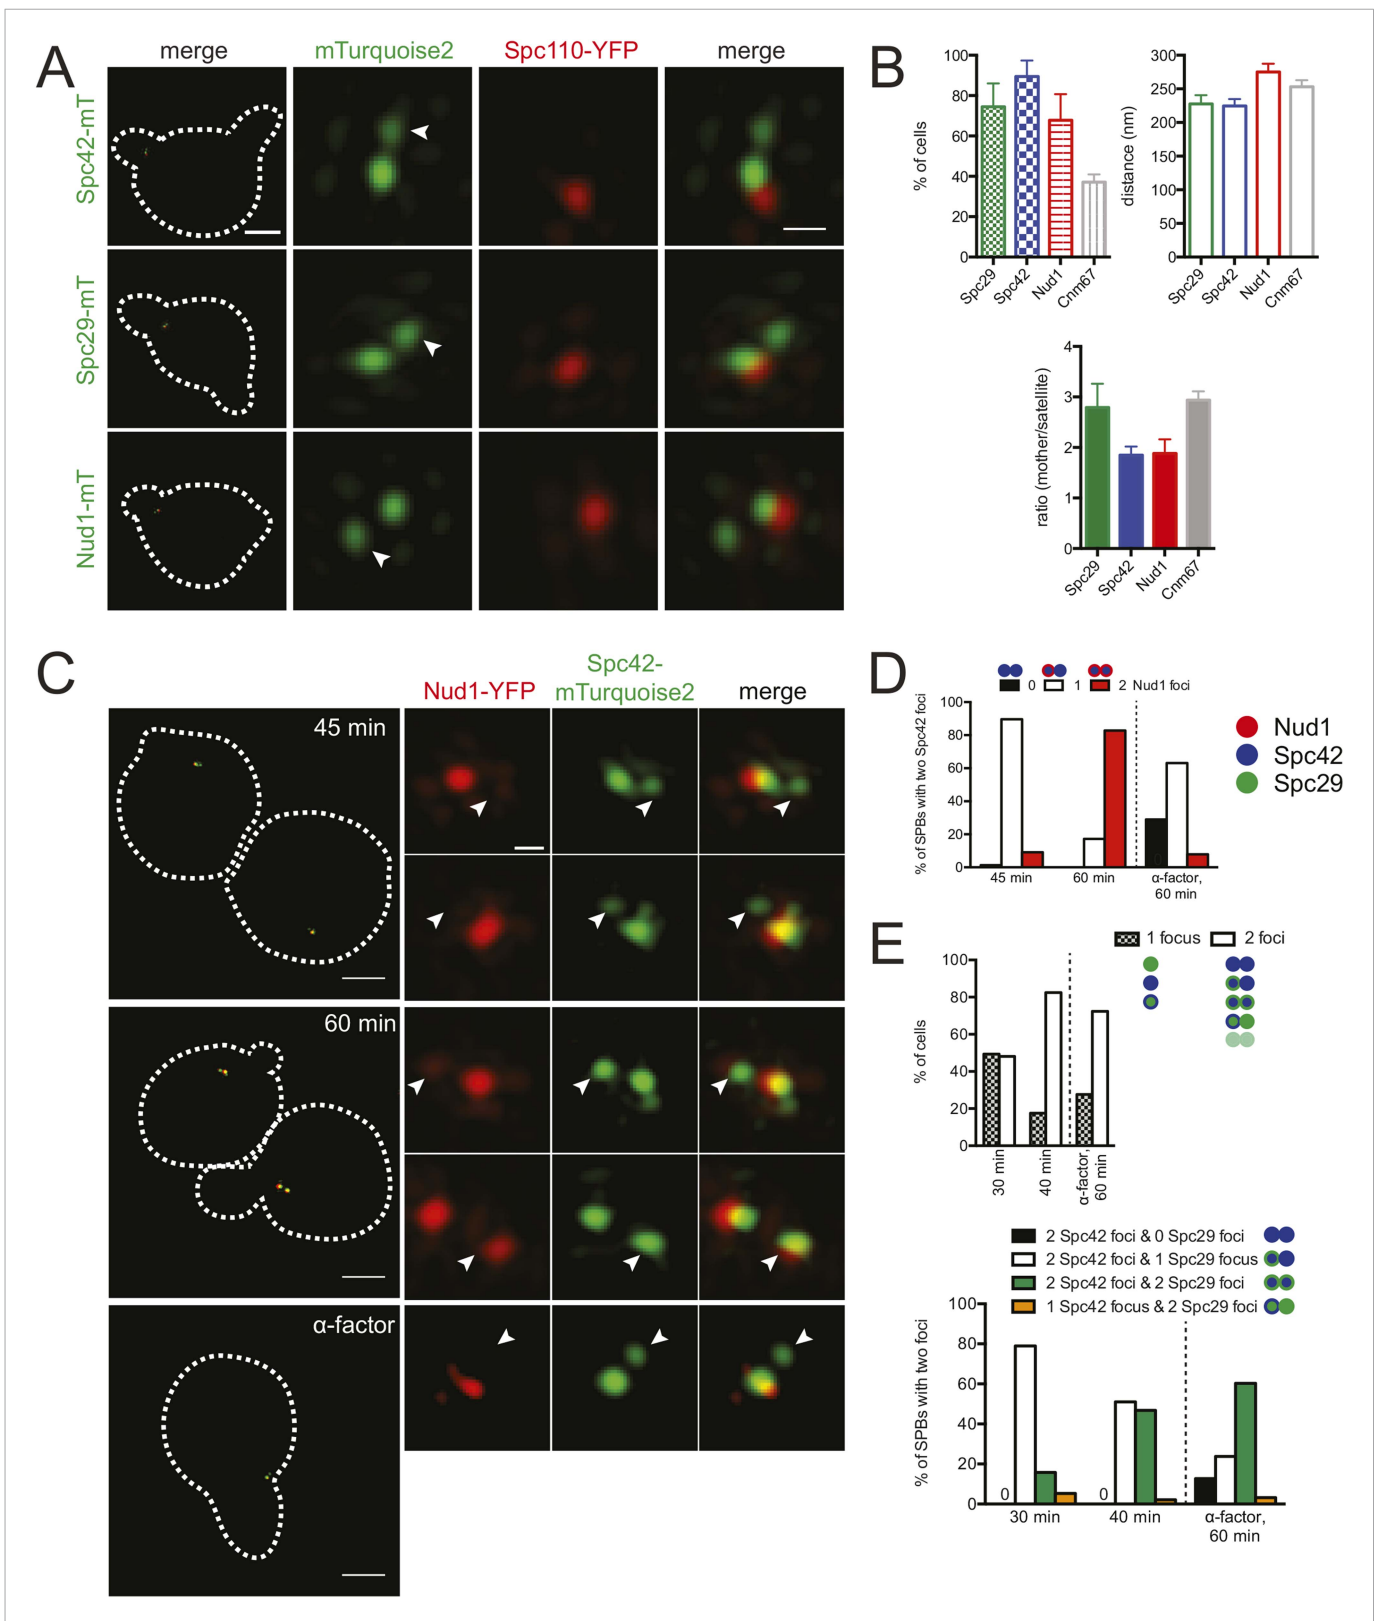 A
merge
mTurquoise2
Spc110-YFP
merge
Spc42-mT
Spc29-mT
Nud1-mT
B
% of cells
100
80
60
40
20
0
Spc29
Spc42
Nud1
Cnm67
distance (nm)
300
250
200
150
100
50
0
Spc29
Spc42
Nud1
Cnm67
ratio (mother/satellite)
4
3
2
1
0
Spc29
Spc42
Nud1
Cnm67
C
Nud1-YFP
Spc42-
mTurquoise2
merge
45 min
60 min
α-factor
D
0 1 2 Nud1 foci
% of SPBs with two Spc42 foci
100
80
60
40
20
0
0
45 min
60 min
α-factor,
60 min
Nud1
Spc42
Spc29
E
1 focus 2 foci
% of cells
100
80
60
40
20
0
30 min
40 min
α-factor,
60 min
2 Spc42 foci & 0 Spc29 foci
2 Spc42 foci & 1 Spc29 focus
2 Spc42 foci & 2 Spc29 foci
1 Spc42 focus & 2 Spc29 foci
% of SPBs with two foci
100
80
60
40
20
0
0
0
30 min
40 min
α-factor,
60 min